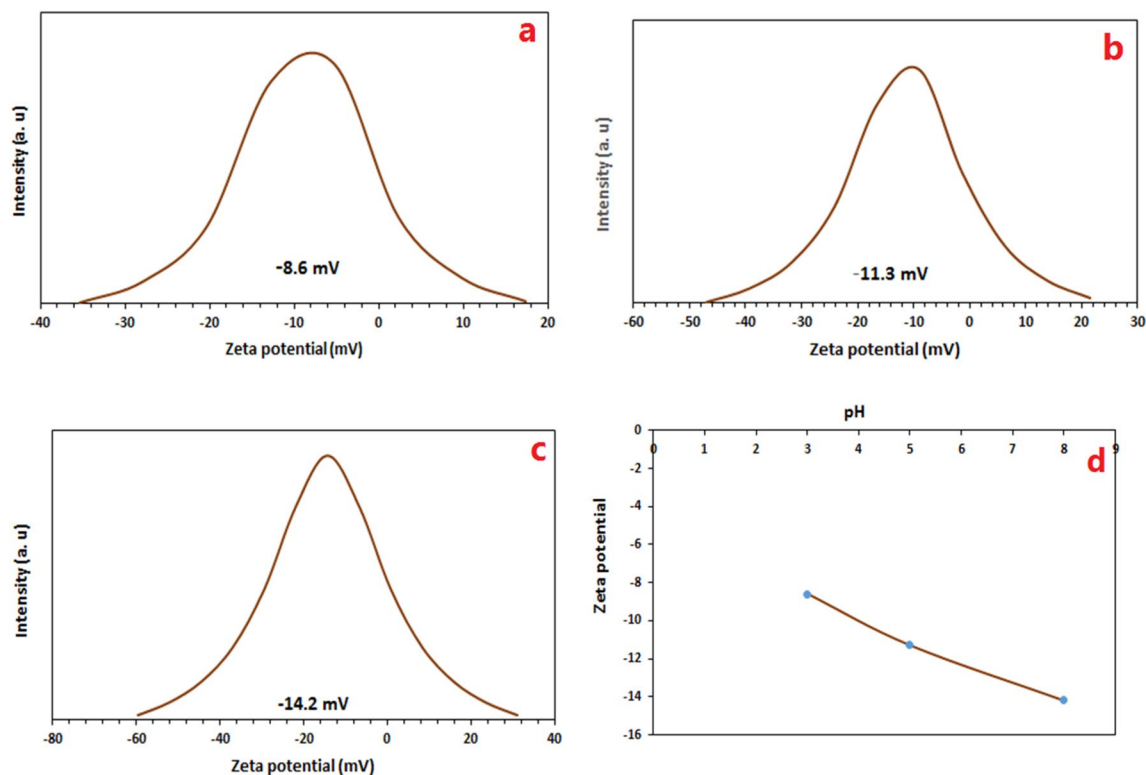 a
Intensity (a. u)
-8.6 mV
-40 -30 -20 -10 0 10 20
Zeta potential (mV)
b
Intensity (a. u)
-11.3 mV
-60 -50 -40 -30 -20 -10 0 10 20 30
Zeta potential (mV)
c
Intensity (a. u)
-14.2 mV
-80 -60 -40 -20 0 20 40
Zeta potential (mV)
pH
0 1 2 3 4 5 6 7 8 9
d
Zeta potential
0
-2
-4
-6
-8
-10
-12
-14
-16